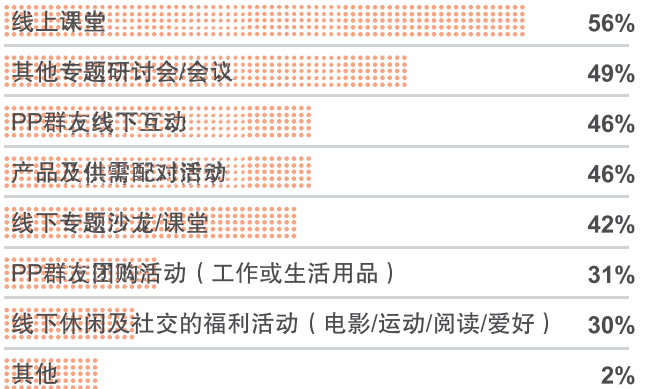 线上课堂 56%
其他专题研讨会/会议 49%
PP群友线下互动 46%
产品及供需配对活动 46%
线下专题沙龙/课堂 42%
PP群友团购活动（工作或生活用品） 31%
线下休闲及社交的福利活动（电影/运动/阅读/爱好） 30%
其他 2%